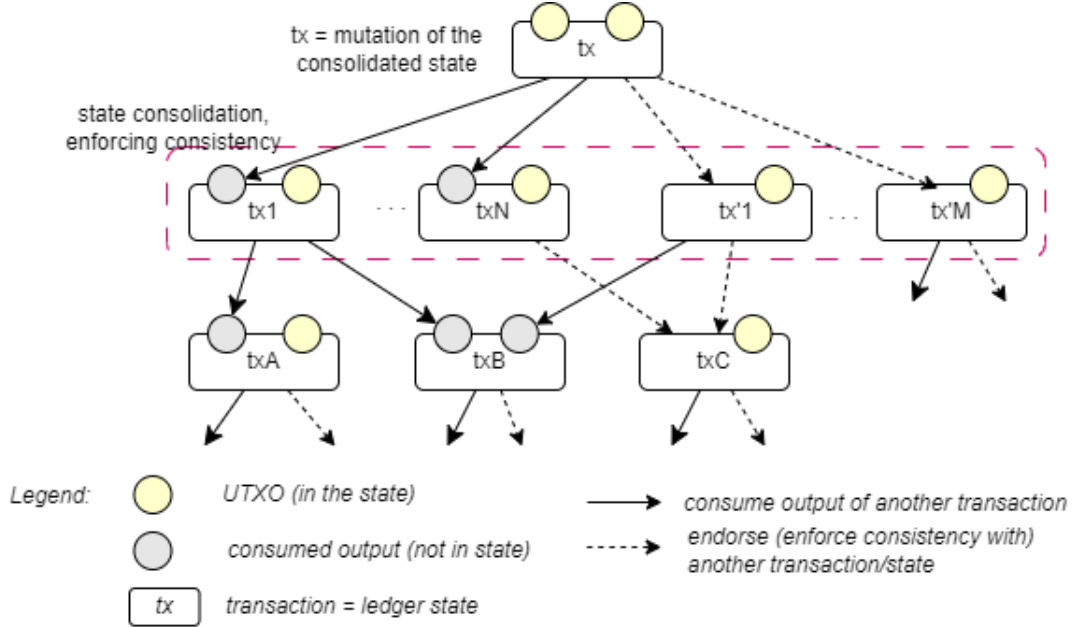 tx = mutation of the
consolidated state
tx
state consolidation,
enforcing consistency
tx1
. . .
txN
tx'1
. . .
tx'M
txA
txB
txC
Legend:
UTXO (in the state)
consumed output (not in state)
tx
transaction = ledger state
consume output of another transaction
endorse (enforce consistency with)
another transaction/state